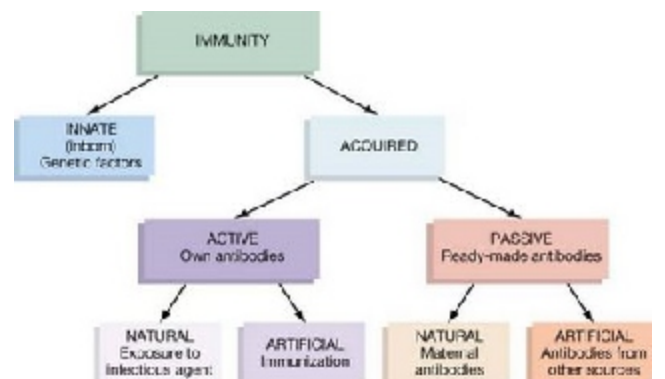 IMMUNITY
INNATE
(Inborn)
Genetic factors
ACQUIRED
ACTIVE
Own antibodies
PASSIVE
Ready-made antibodies
NATURAL
Exposure to
infectious agent
ARTIFICIAL
Immunization
NATURAL
Maternal
antibodies
ARTIFICIAL
Antibodies from
other sources